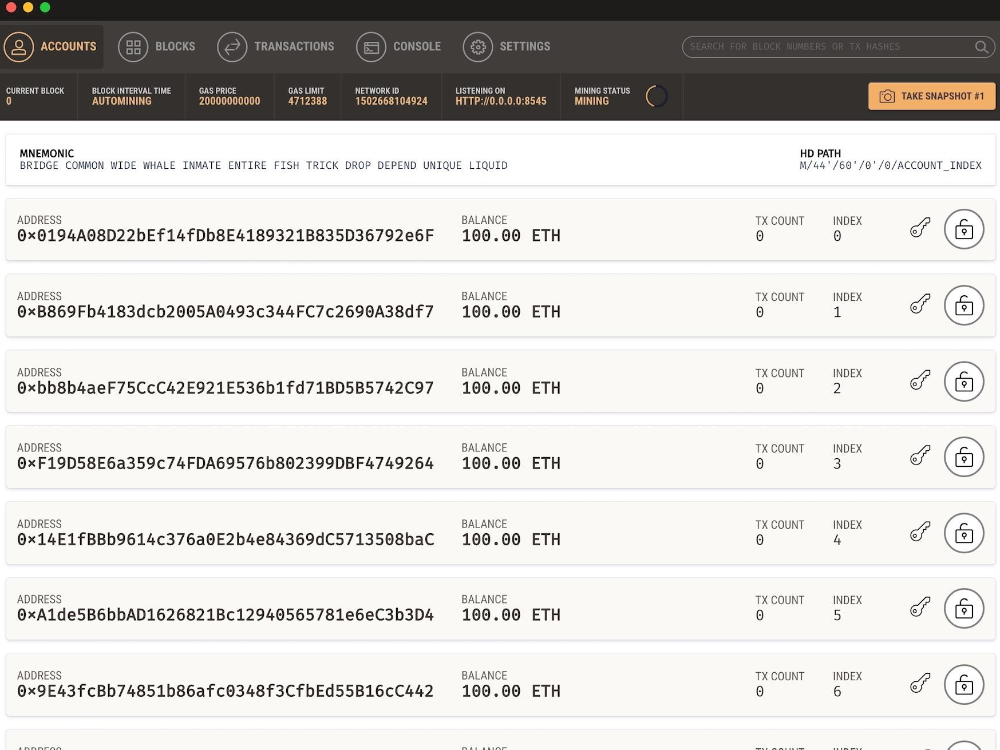 ACCOUNTS BLOCKS TRANSACTIONS CONSOLE SETTINGS SEARCH FOR BLOCK NUMBERS OR TX HASHES
CURRENT BLOCK BLOCK INTERVAL TIME GAS PRICE GAS LIMIT NETWORK ID LISTENING ON MINING STATUS
0 AUTOMINING 20000000000 4712388 1502668104924 HTTP://0.0.0.0:8545 MINING
TAKE SNAPSHOT #1
MNEMONIC HD PATH
BRIDGE COMMON WIDE WHALE INMATE ENTIRE FISH TRICK DROP DEPEND UNIQUE LIQUID M/44'/60'/0'/0/ACCOUNT_INDEX
ADDRESS BALANCE TX COUNT INDEX
0×0194A08D22bEf14fDb8E4189321B835D36792e6F 100.00 ETH 0 0
ADDRESS BALANCE TX COUNT INDEX
0×B869Fb4183dcb2005A0493c344FC7c2690A38df7 100.00 ETH 0 1
ADDRESS BALANCE TX COUNT INDEX
0×bb8b4aeF75CcC42E921E536b1fd71BD5B5742C97 100.00 ETH 0 2
ADDRESS BALANCE TX COUNT INDEX
0×F19D58E6a359c74FDA69576b802399DBF4749264 100.00 ETH 0 3
ADDRESS BALANCE TX COUNT INDEX
0×14E1fBBb9614c376a0E2b4e84369dC5713508baC 100.00 ETH 0 4
ADDRESS BALANCE TX COUNT INDEX
0×A1de5B6bbAD1626821Bc12940565781e6eC3b3D4 100.00 ETH 0 5
ADDRESS BALANCE TX COUNT INDEX
0×9E43fcBb74851b86afc0348f3CfbEd55B16cC442 100.00 ETH 0 6
ADDRESS BALANCE TX COUNT INDEX